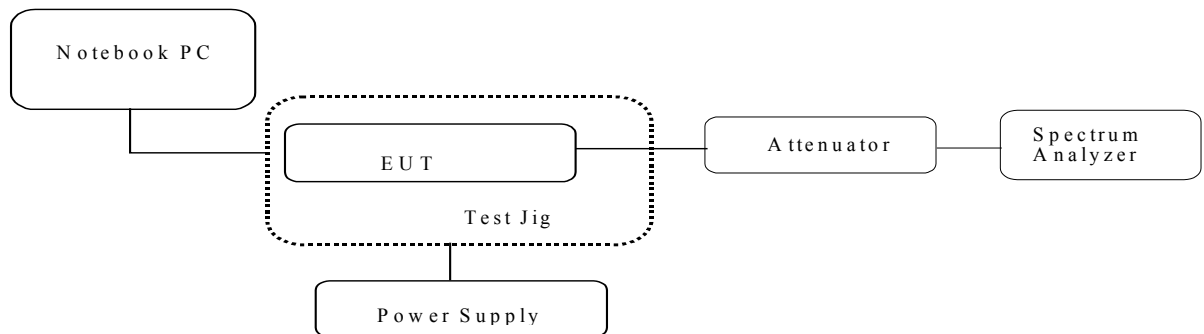 Notebook PC
Attenuator
Spectrum
Analyzer
EUT
Test Jig
Power Supply